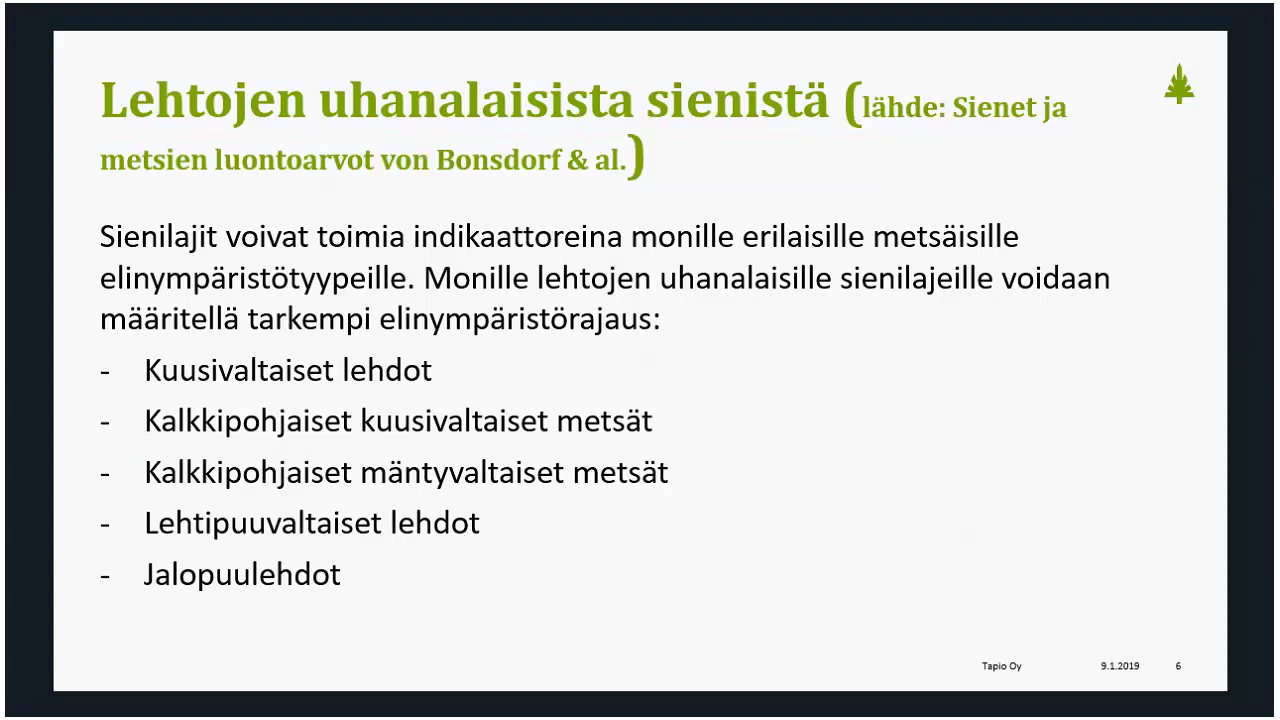 Lehtojen uhanalaisista sienistä (lähde: Sienet ja
metsien luontoarvot von Bonsdorf & al.)
Sienilajit voivat toimia indikaattoreina monille erilaisille metsäisille
elinympäristötyypeille. Monille lehtojen uhanalaisille sienilajeille voidaan
määritellä tarkempi elinympäristörajaus:
- Kuusivaltaiset lehdot
- Kalkkipohjaiset kuusivaltaiset metsät
- Kalkkipohjaiset mäntyvaltaiset metsät
- Lehtipuuvaltaiset lehdot
- Jalopuulehdot
Tapio Oy 9.1.2019 6